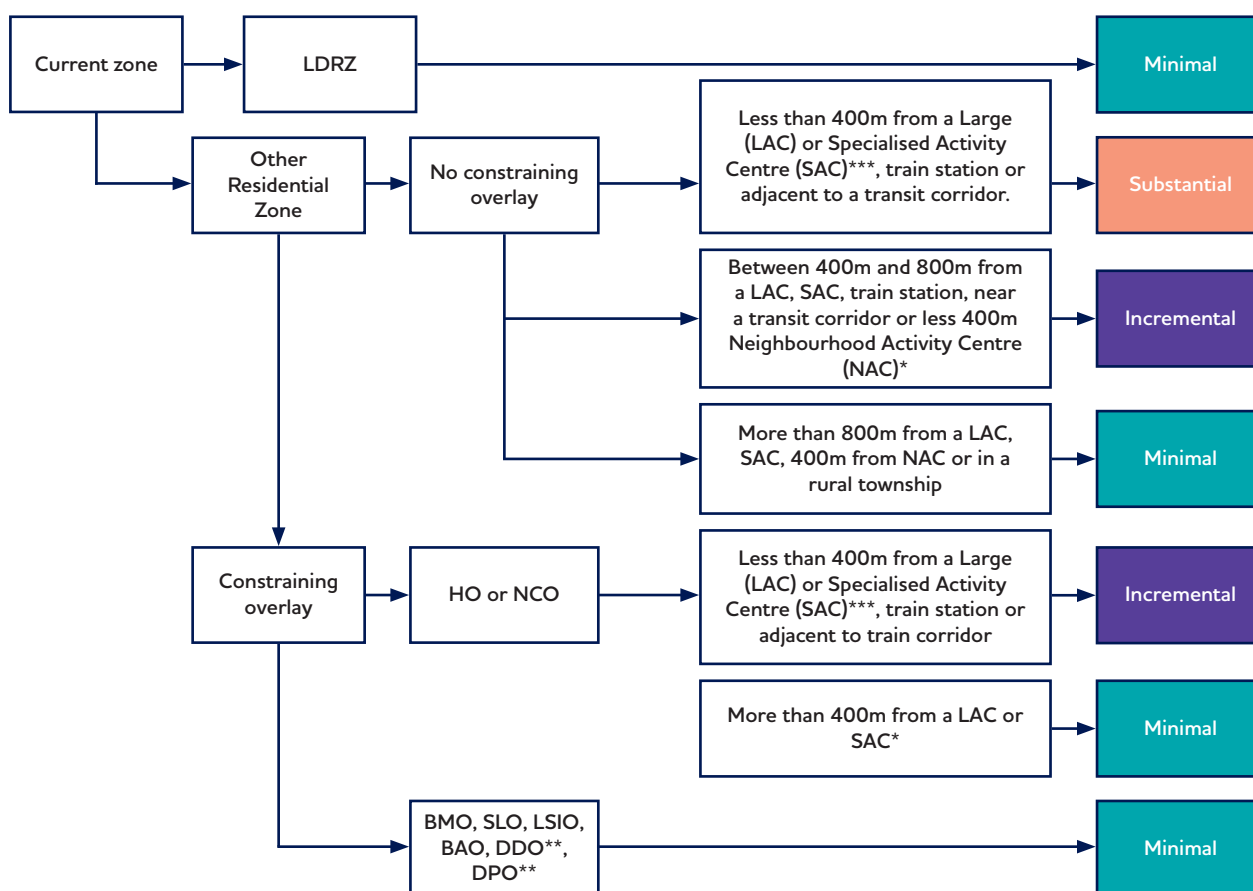 Current zone
LDRZ
Minimal
Other
Residential
Zone
No constraining
overlay
Less than 400m from a Large
(LAC) or Specialised Activity
Centre (SAC)***, train station or
adjacent to a transit corridor.
Substantial
Between 400m and 800m from
a LAC, SAC, train station, near
a transit corridor or less 400m
Neighbourhood Activity Centre
(NAC)*
Incremental
More than 800m from a LAC,
SAC, 400m from NAC or in a
rural township
Minimal
Constraining
overlay
HO or NCO
Less than 400m from a Large
(LAC) or Specialised Activity
Centre (SAC)***, train station or
adjacent to train corridor
Incremental
More than 400m from a LAC or
SAC*
Minimal
BMO, SLO, LSIO,
BAO, DDO**,
DPO**
Minimal